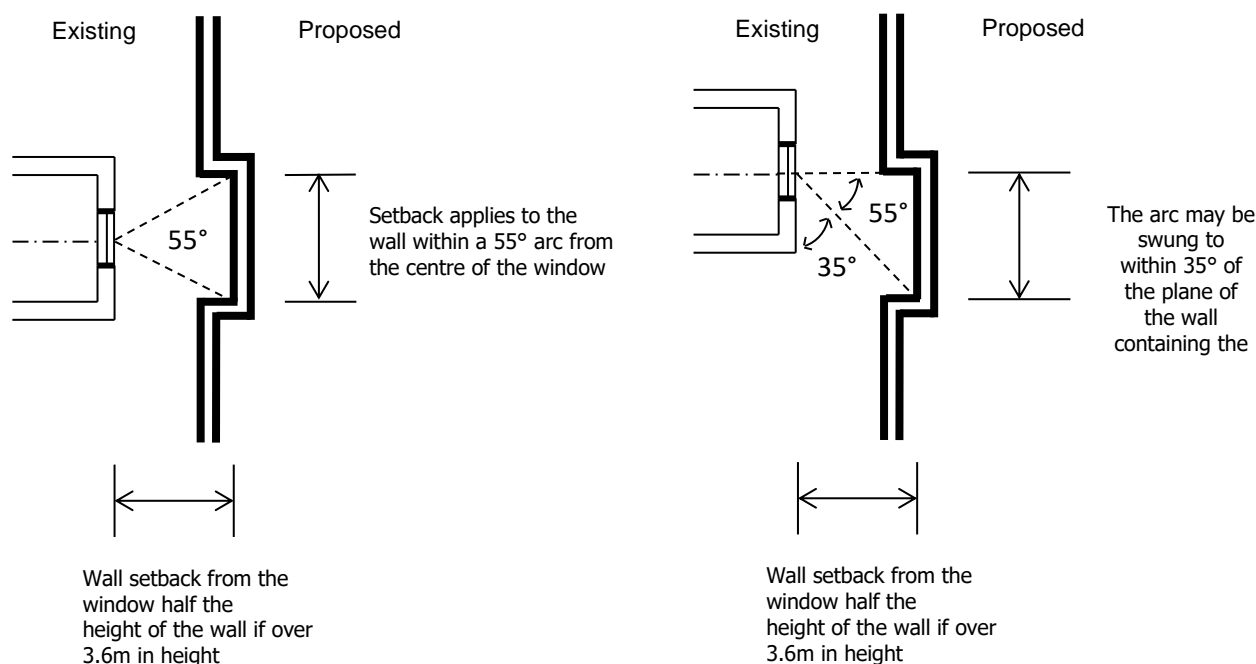 Existing
Proposed
55°
Setback applies to the
wall within a 55° arc from
the centre of the window
Wall setback from the
window half the
height of the wall if over
3.6m in height
Existing
Proposed
55°
35°
The arc may be
swung to
within 35° of
the plane of
the wall
containing the
Wall setback from the
window half the
height of the wall if over
3.6m in height